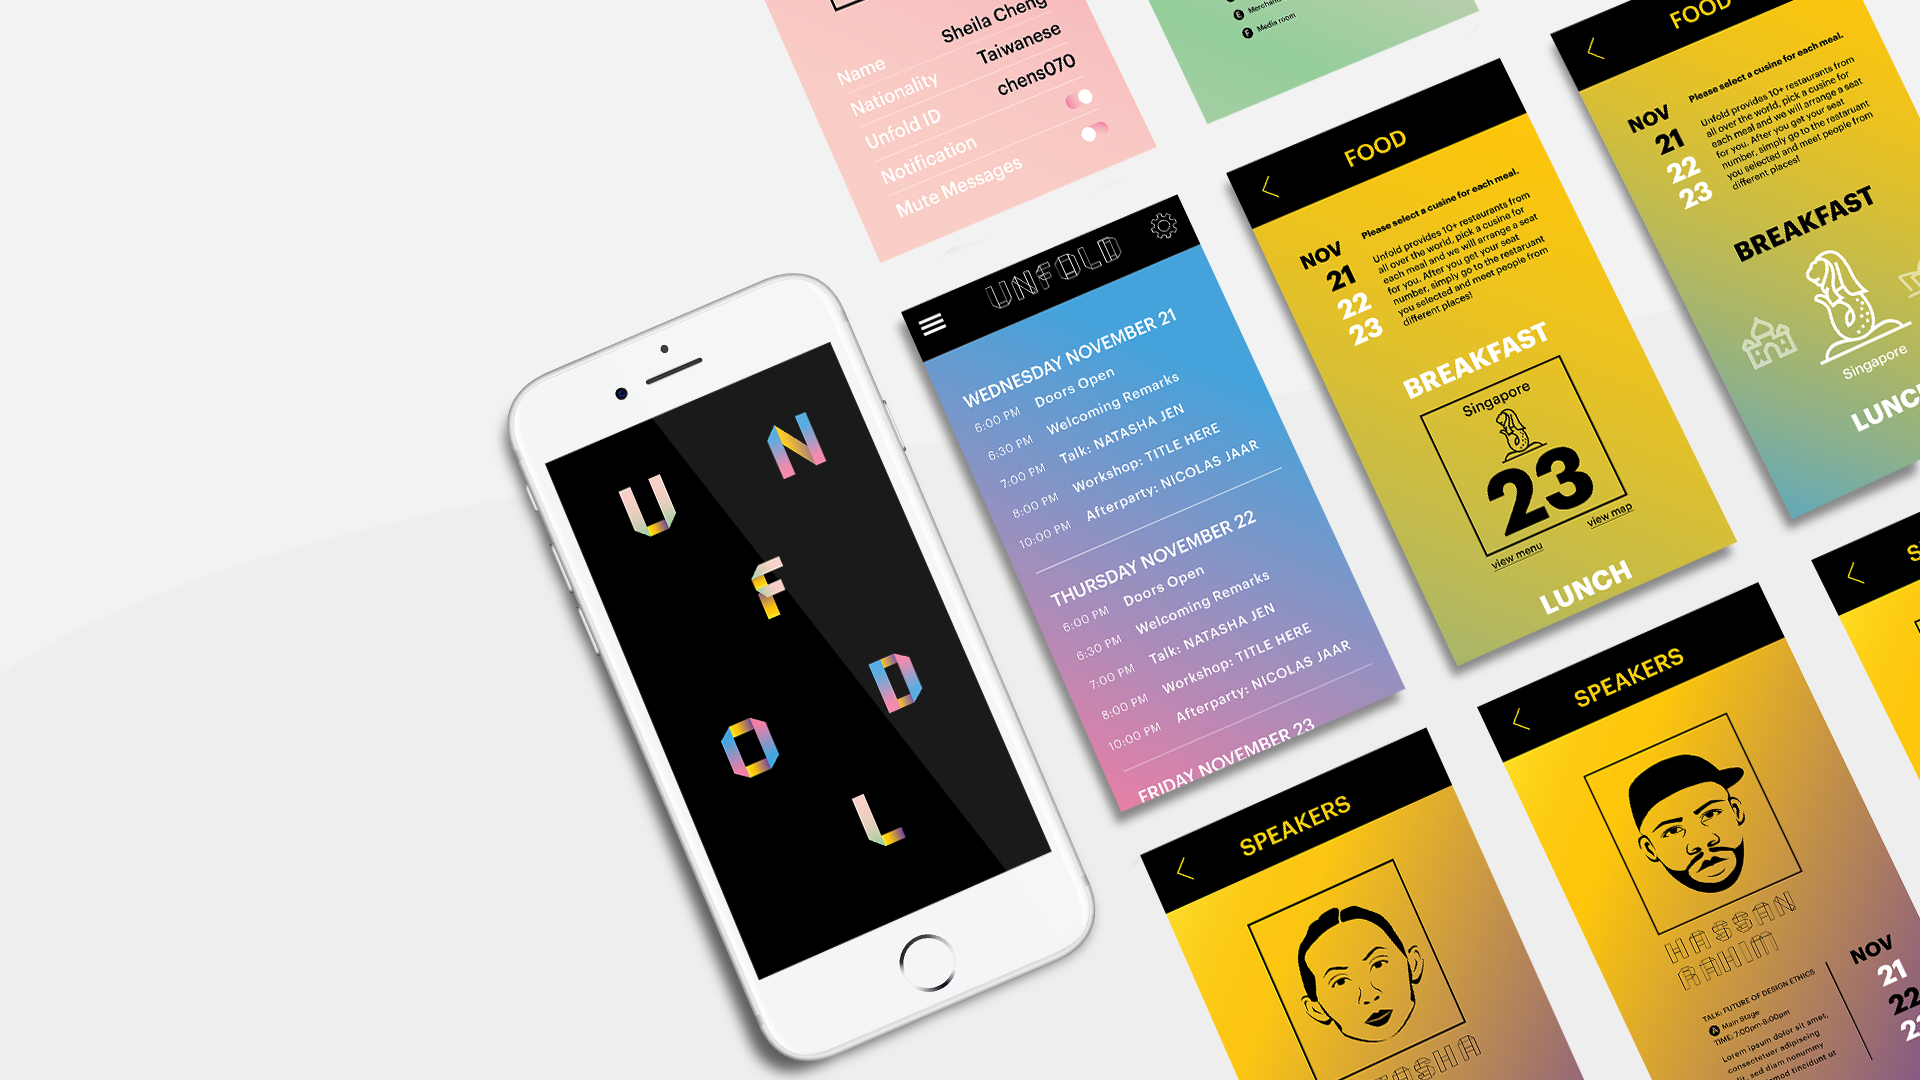 Name Sheila Cheng
Nationality Taiwanese
Unfold ID chens070
Notification
Mute Messages
E
F Media room
U N
F
D
O
L
UNFOLD
WEDNESDAY NOVEMBER 21
6:00 PM Doors Open
6:30 PM Welcoming Remarks
7:00 PM Talk: NATASHA JEN
8:00 PM Workshop: TITLE HERE
10:00 PM Afterparty: NICOLAS JAAR
THURSDAY NOVEMBER 22
6:00 PM Doors Open
6:30 PM Welcoming Remarks
7:00 PM Talk: NATASHA JEN
8:00 PM Workshop: TITLE HERE
10:00 PM Afterparty: NICOLAS JAAR
FRIDAY NOVEMBER 23
FOOD
NOV
21
22
23
Please select a cusine for each meal.
Unfold provides 10+ restaurants from
all over the world, pick a cusine for
each meal and we will arrange a seat
for you. After you get your seat
number, simply go to the restaruant
you selected and meet people from
different places!
BREAKFAST
Singapore
23
view menu view map
LUNCH
FOOD
NOV
21
22
23
Please select a cusine for each meal.
Unfold provides 10+ restaurants from
all over the world, pick a cusine for
each meal and we will arrange a seat
for you. After you get your seat
number, simply go to the restaruant
you selected and meet people from
different places!
BREAKFAST
Singapore
LUNC
SPEAKERS
SPEAKERS
HASSAN
RAHIM
TALK: FUTURE OF DESIGN ETHICS
A Main Stage
TIME: 7:00pm-8:00pm
Lorem ipsum dolor sit amet,
consectetuer adipiscing
elit, sed diam nonummy
tincidunt ut
NOV
21
22
S